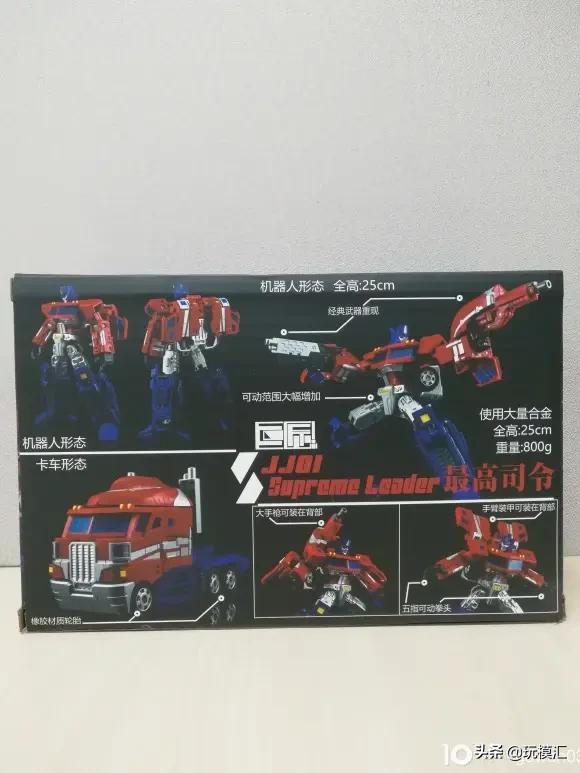 机器人形态 全高:25cm
经典武器重现
可动范围大幅增加
使用大量合金
全高:25cm
重量:800g
机器人形态
卡车形态
巨匠
JJ01
Supreme Leader 最高司令
大手枪可装在背部
手臂装甲可装在背部
橡胶材质轮胎
五指可动拳头
头条 @玩模汇